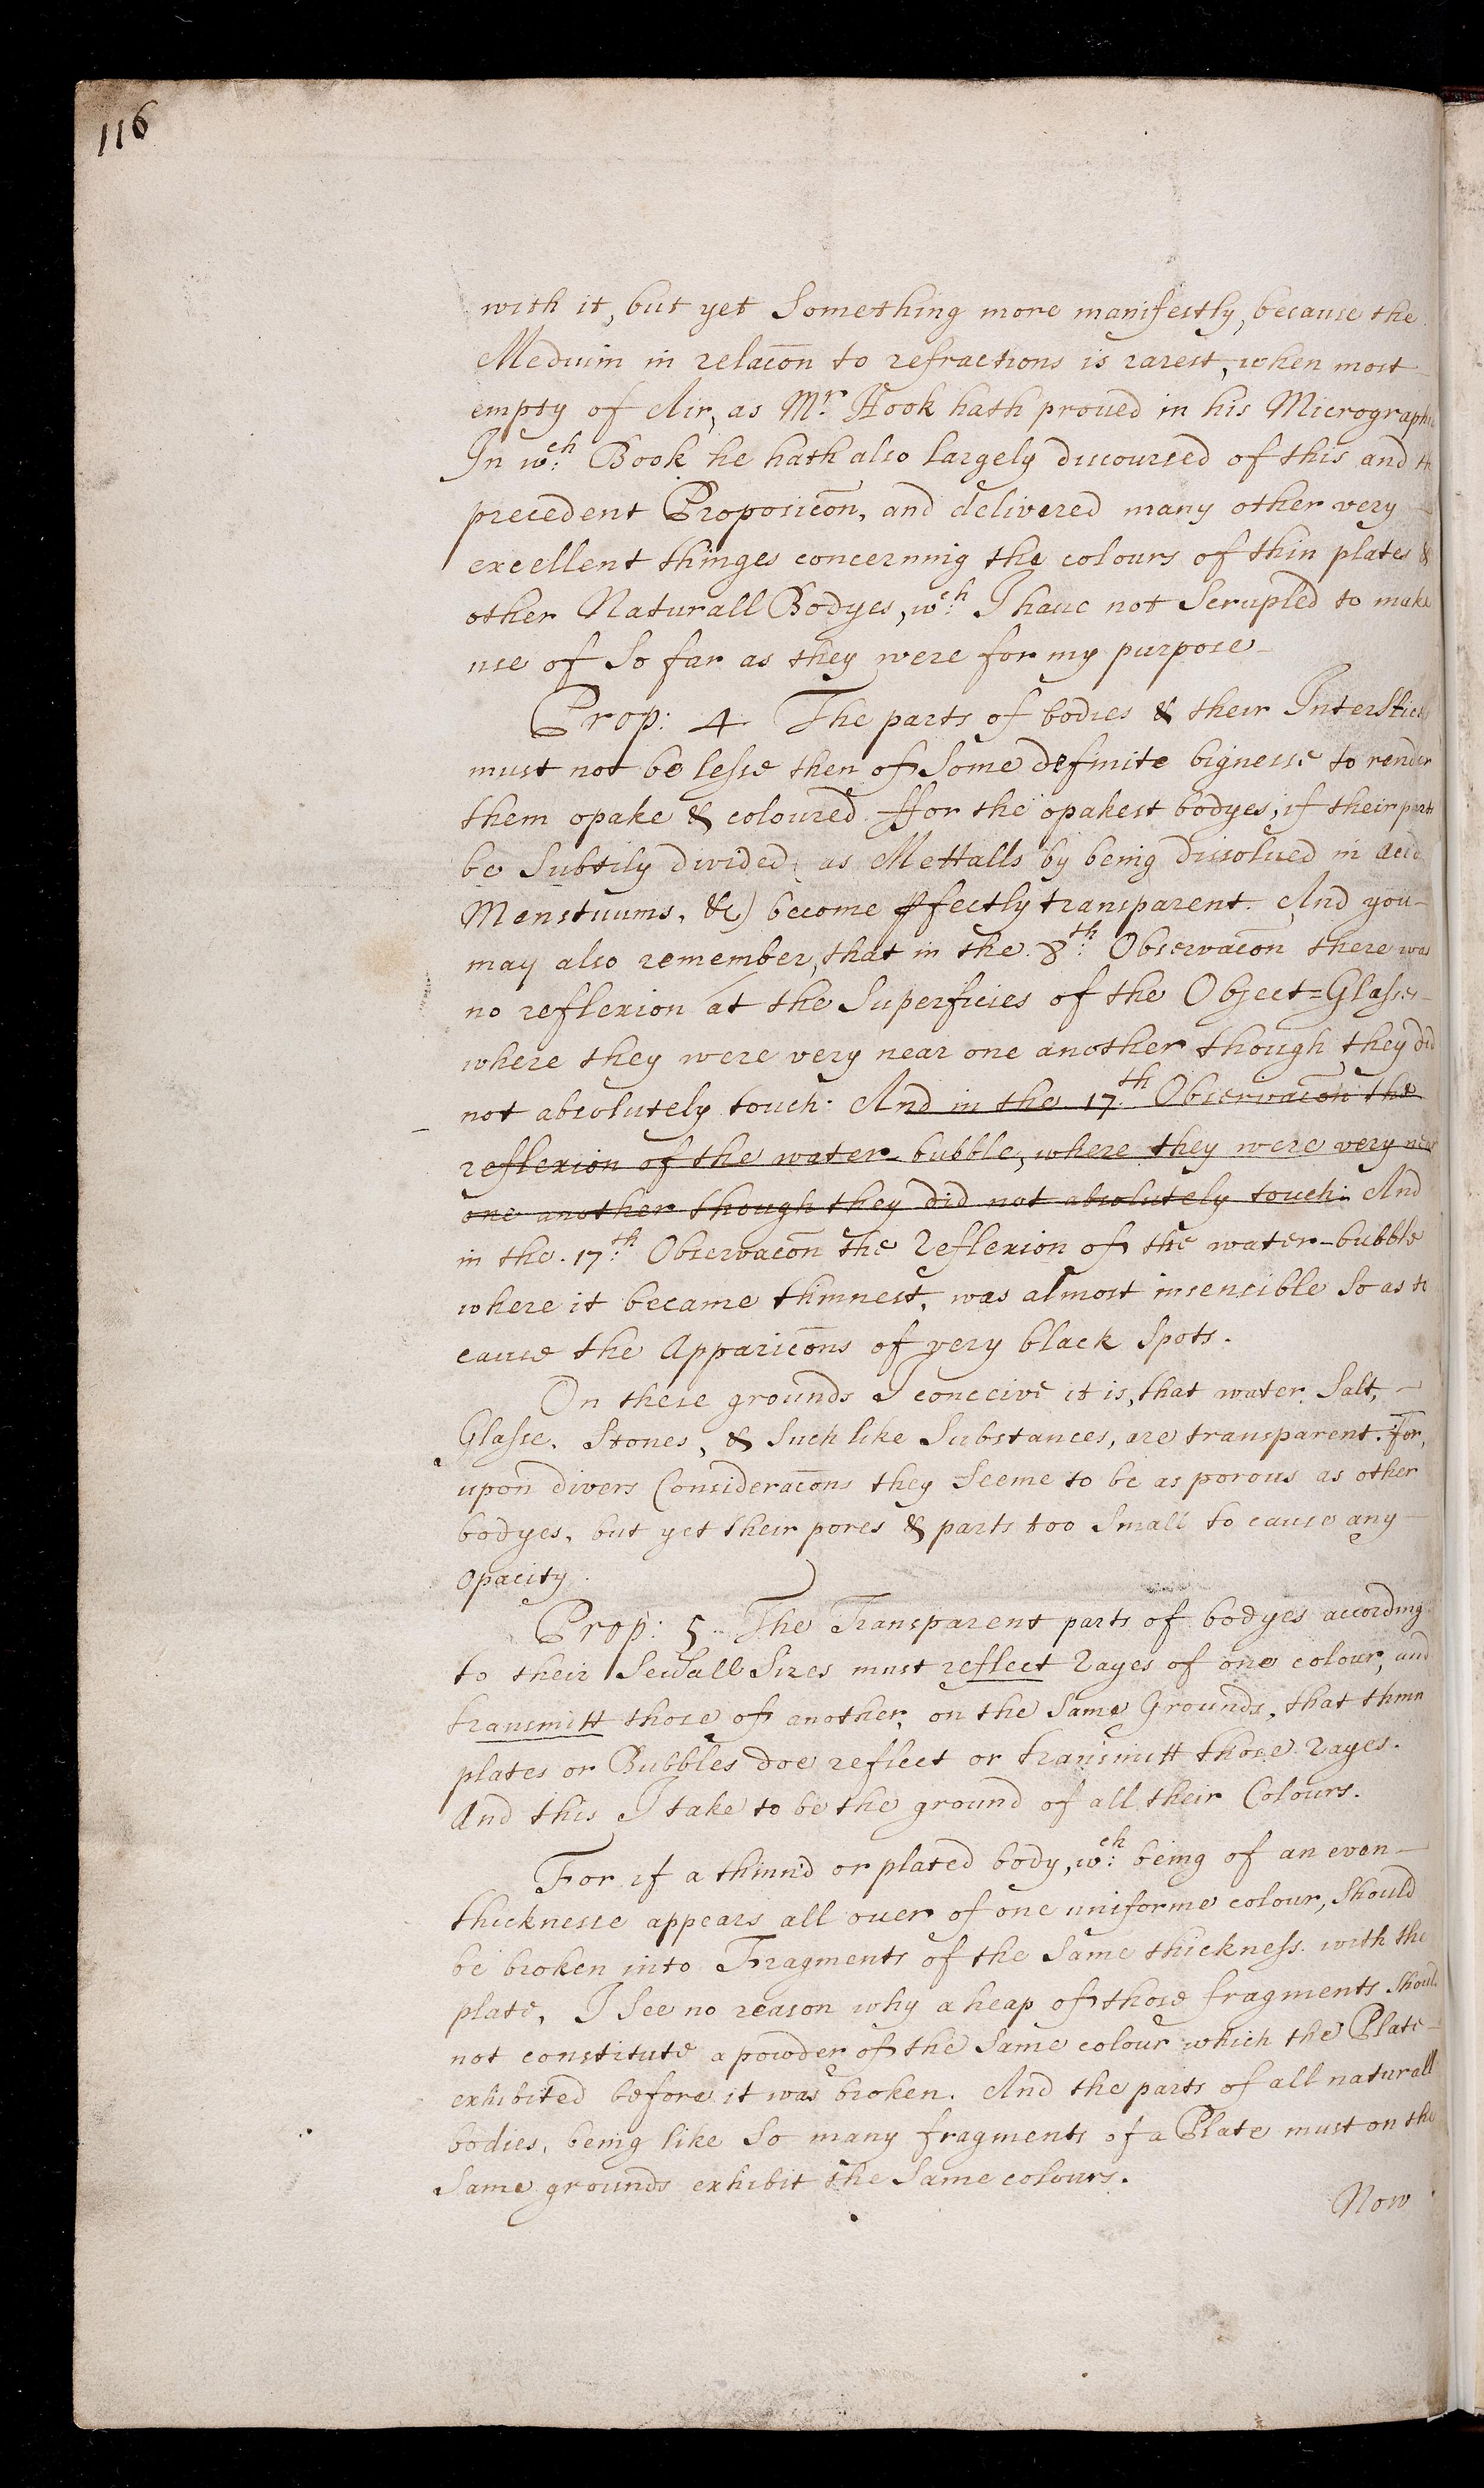 116
with it, but yet Something more manifestly, because the
Medium in relacōn to refractions is rarest, when most
empty of Air, as Mr. Hook hath proued in his Micrographi
In wch: Book he hath also largely discoursed of this and th
precedent Proposicōn, and delivered many other very
excellent thinges concerning the colours of thin plates &
other Naturall Bodyes, wch: I haue not Scrupled to make
use of So far as they were for my purpose
Prop: 4. The parts of bodies & their Interstices
must not be lesse then of Some definite bignesse to render
them opake & coloured ffor the opakest bodyes, if their parts
be Subtily divided (as Mettalls by being dissolued in acid
Menstuums, &c) become pfectly transparent. And you
may also remember, that in the 8th: Observacōn there was
no reflexion at the Superficies of the Object=Glasses
where they were very near one another though they did
not absolutely touch. And in the 17th Observacōn the
reflexion of the water-bubble, where they were very near
one another though they did not absolutely touch. And
in the .17th: Observacōn the Reflexion of the water-bubble
where it became thinnest, was almost insensible So as to
cause the Apparicōns of very black Spots.
On these grounds I conceive it is, that water, Salt,
Glasse, Stones, & Such like Substances, are transparent. For,
upon divers Consideracōns they Seeme to be as porous as other
bodyes, but yet their pores & parts too Small to cause any
opacity.
Prop: 5. The Transparent parts of bodyes according
to their Seuerall Sizes must reflect Rayes of one colour, and
transmitt those of another, on the Same Grounds, that thinn
plates or Bubbles doe reflect or transmitt those Rayes.
And this I take to be the ground of all their Colours.
For if a thinn'd or plated body, wch: being of an even
thicknesse appears all ouer of one uniforme colour, Should
be broken into Fragments of the Same thickness with the
plate, I See no reason why a heap of those fragments Should
not constitute a powder of the Same colour which the Plate
exhibited before it was broken. And the parts of all naturall
bodies, being like So many fragments of a Plate must on the
Same grounds exhibit the Same colours.
Now